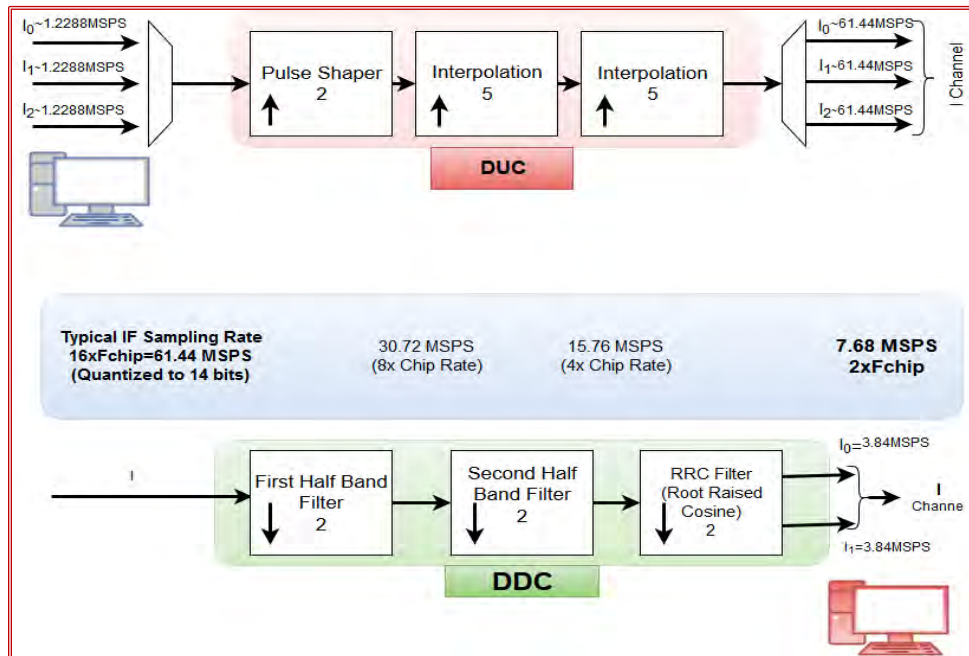 I0~1.2288MSPS
I1~1.2288MSPS
I2~1.2288MSPS
Pulse Shaper
2
Interpolation
5
Interpolation
5
I0~61.44MSPS
I1~61.44MSPS
I2~61.44MSPS
I Channel
DUC
Typical IF Sampling Rate
16xFchip=61.44 MSPS
(Quantized to 14 bits)
30.72 MSPS
(8x Chip Rate)
15.76 MSPS
(4x Chip Rate)
7.68 MSPS
2xFchip
I
First Half Band
Filter
2
Second Half
Band Filter
2
RRC Filter
(Root Raised
Cosine)
2
I0=3.84MSPS
I
Channel
I1=3.84MSPS
DDC